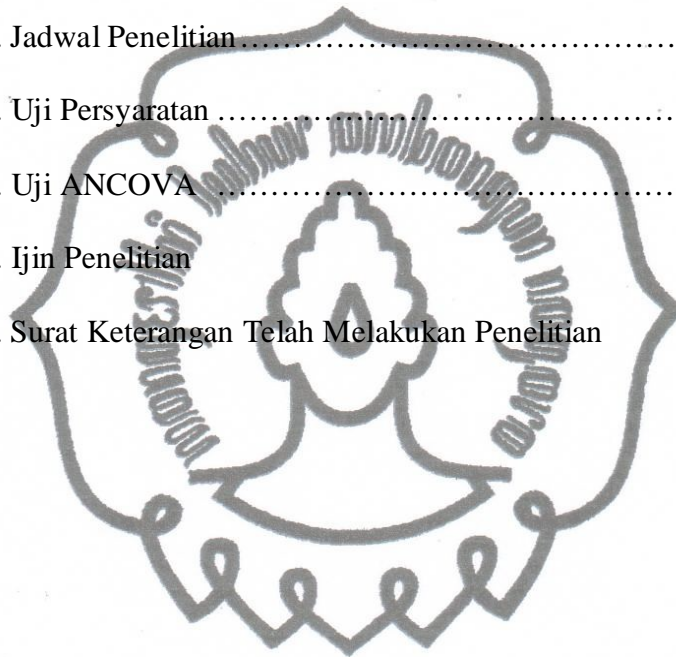 . Jadwal Penelitian…………………………………
. Uji Persyaratan …………………………………
. Uji ANCOVA …………………………………
. Ijin Penelitian
. Surat Keterangan Telah Melakukan Penelitian